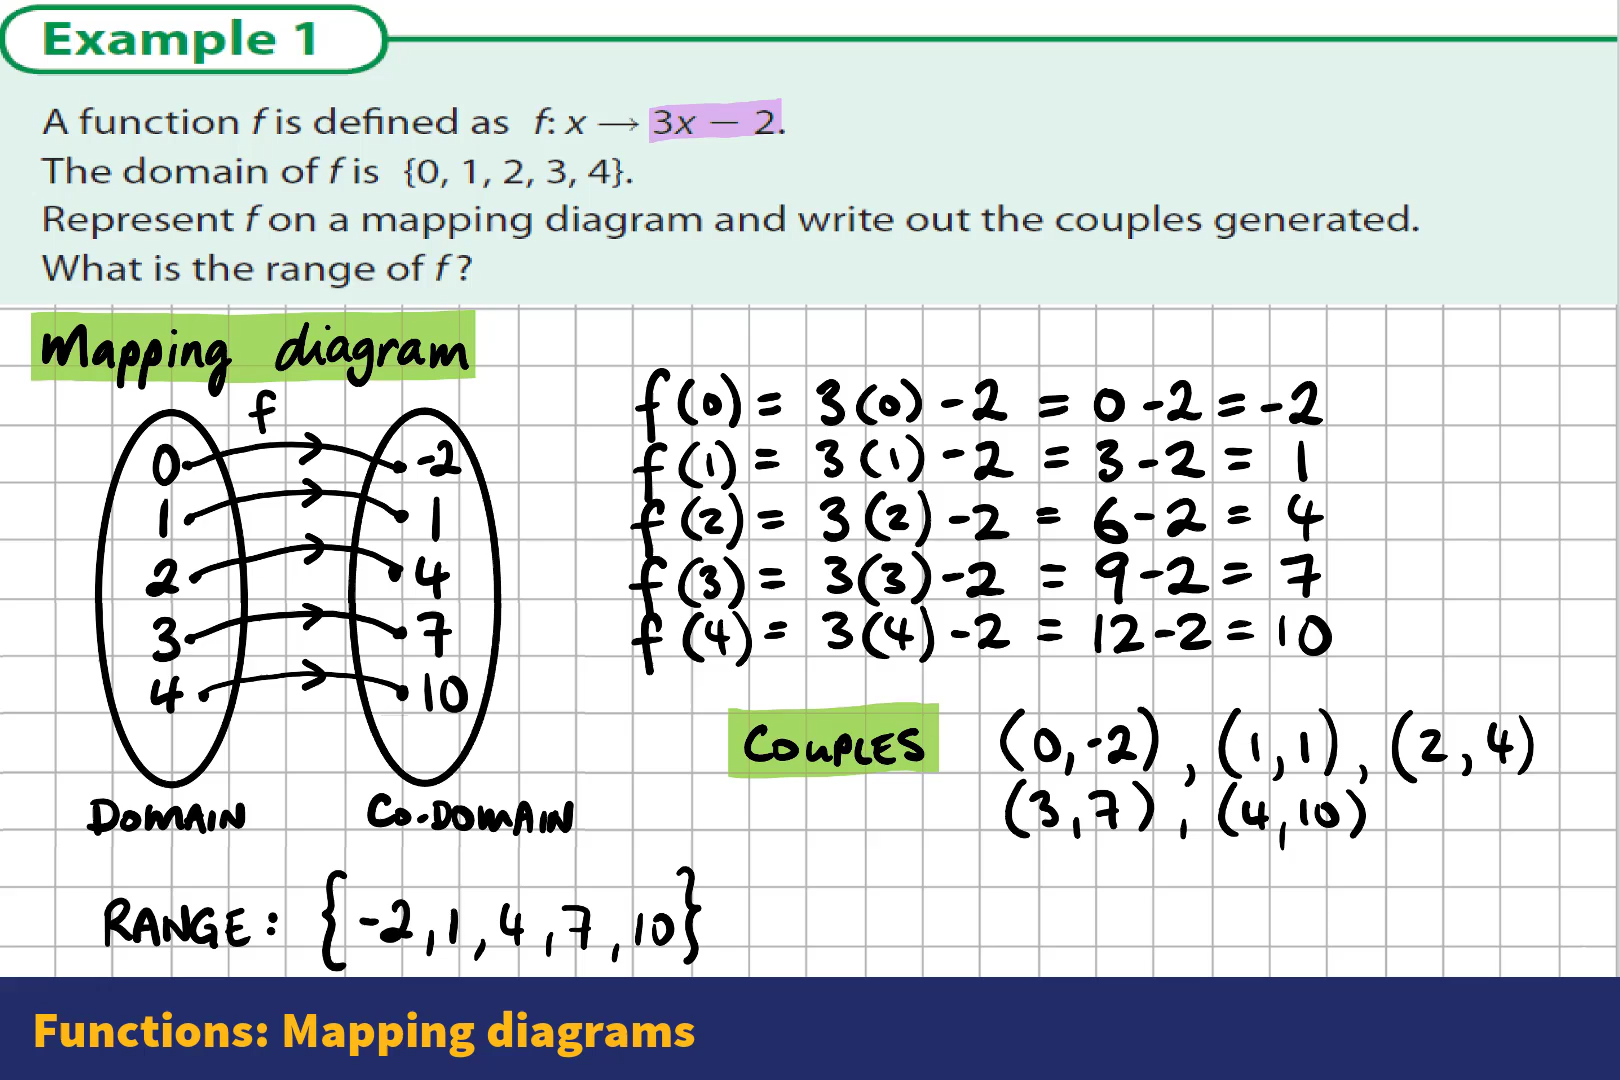 Example 1
A function f is defined as f: x → 3x − 2.
The domain of f is {0, 1, 2, 3, 4}.
Represent f on a mapping diagram and write out the couples generated.
What is the range of f?
Mapping diagram
f
0 -2
1 1
2 4
3 7
4 10
DOMAIN CO-DOMAIN
f(0) = 3(0) - 2 = 0 - 2 = -2
f(1) = 3(1) - 2 = 3 - 2 = 1
f(2) = 3(2) - 2 = 6 - 2 = 4
f(3) = 3(3) - 2 = 9 - 2 = 7
f(4) = 3(4) - 2 = 12 - 2 = 10
COUPLES (0,-2), (1,1), (2,4)
(3,7), (4,10)
RANGE: {-2, 1, 4, 7, 10}
Functions: Mapping diagrams